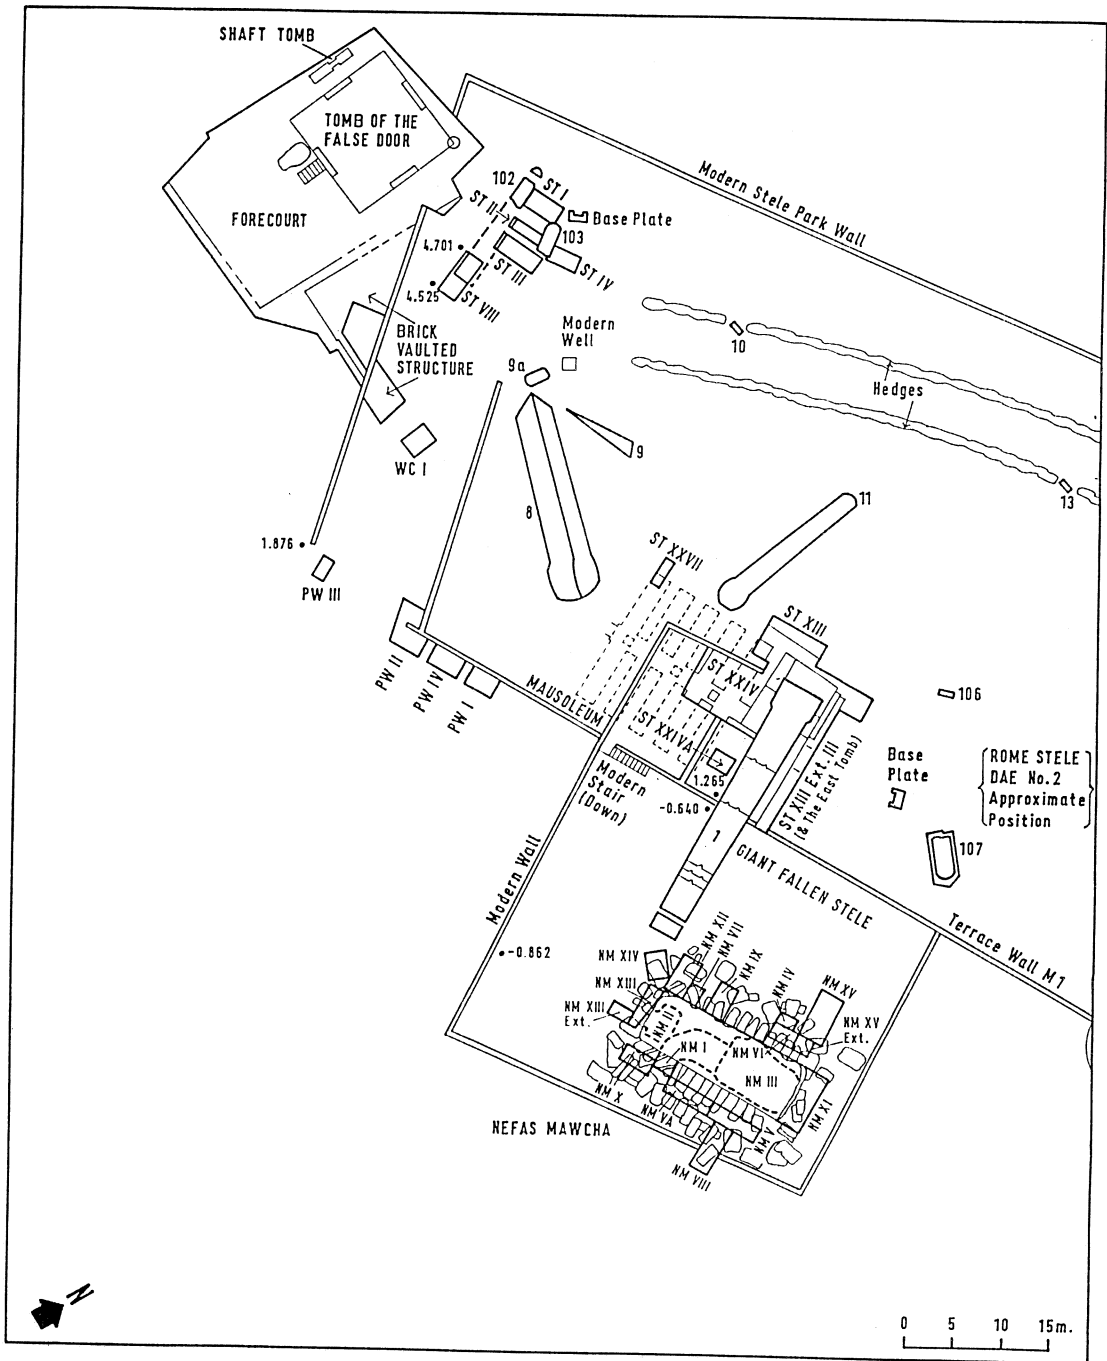 SHAFT TOMB
TOMB OF THE
FALSE DOOR
FORECOURT
Modern Stele Park Wall
102
ST I
ST II
Base Plate
103
4.701
ST III
ST IV
4.525
ST VIII
BRICK
VAULTED
STRUCTURE
Modern
Well
10
9a
Hedges
WC I
9
8
11
13
1.876
PW III
ST XXVII
ST XIII
PW II
PW IV
PW I
MAUSOLEUM
ST XXIV
ST XXIVA
106
Modern
Stair
(Down)
1.265
-0.640
ST XIII Ext. III
(& The East Tomb)
Base
Plate
ROME STELE
DAE No.2
Approximate
Position
1
107
GIANT FALLEN STELE
Modern Wall
Terrace Wall M1
-0.862
NM XIV
NM XII
NM VII
NM IX
NM IV
NM XV
NM XIII
NM XIII
Ext.
NM XV
Ext.
NM II
NM I
NM VI
NM III
NM X
NM VA
NM V
NM XI
NM VIII
NEFAS MAWCHA
N
0 5 10 15m.